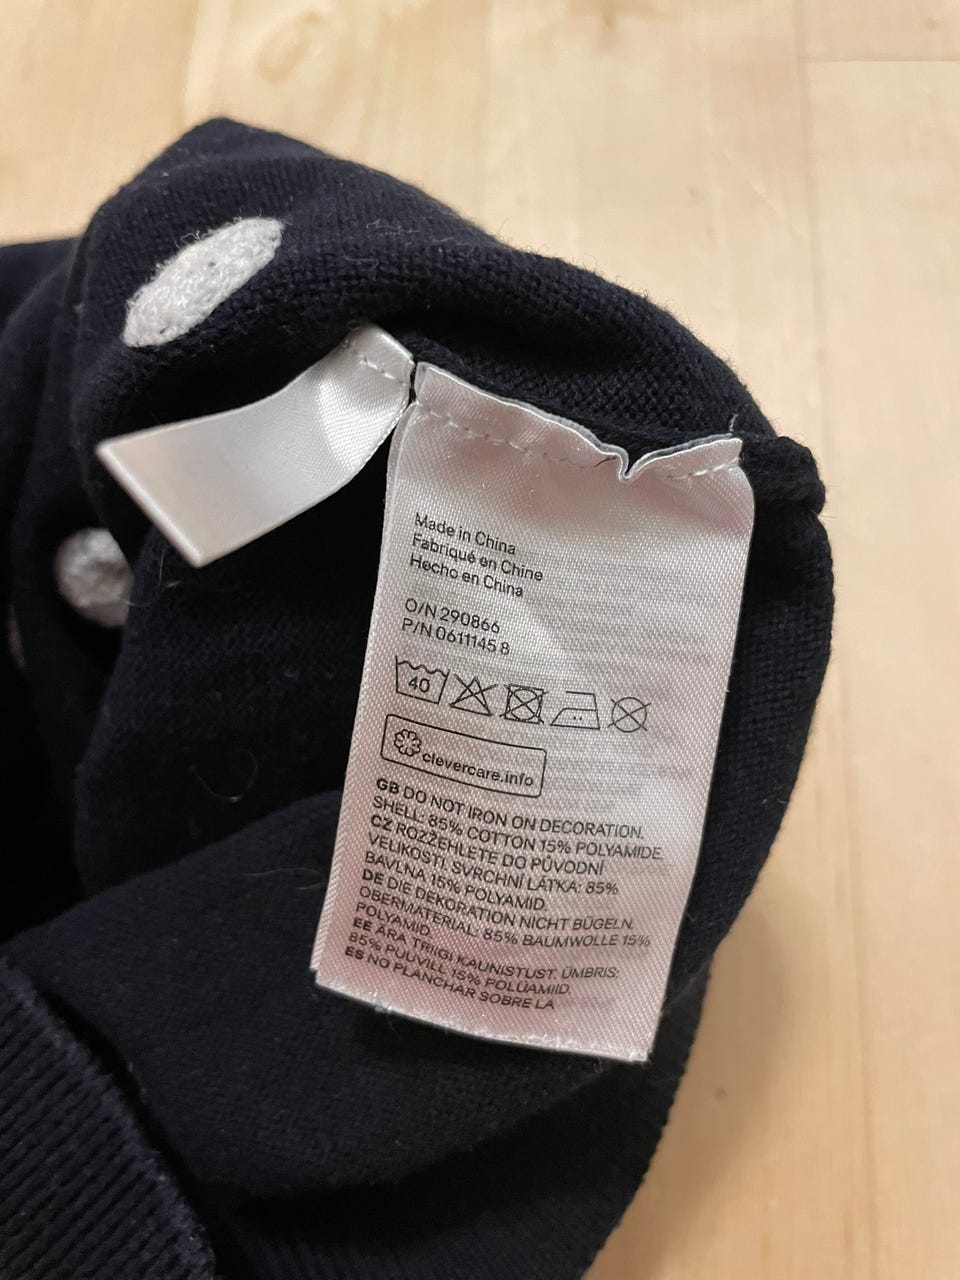 Made in China
Fabriqué en Chine
Hecho en China
O/N 290866
P/N 0611145 8
40
clevercare.info
GB DO NOT IRON ON DECORATION.
SHELL: 85% COTTON 15% POLYAMIDE.
CZ ROZŽEHLETE DO PŮVODNÍ
VELIKOSTI. SVRCHNÍ LÁTKA: 85%
BAVLNA 15% POLYAMID.
DE DIE DEKORATION NICHT BÜGELN.
OBERMATERIAL: 85% BAUMWOLLE 15%
POLYAMID.
EE ÄRA TRIIGI KAUNISTUST. ÜMBRIS:
85% PUUVILL 15% POLÜAMIID.
ES NO PLANCHAR SOBRE LA